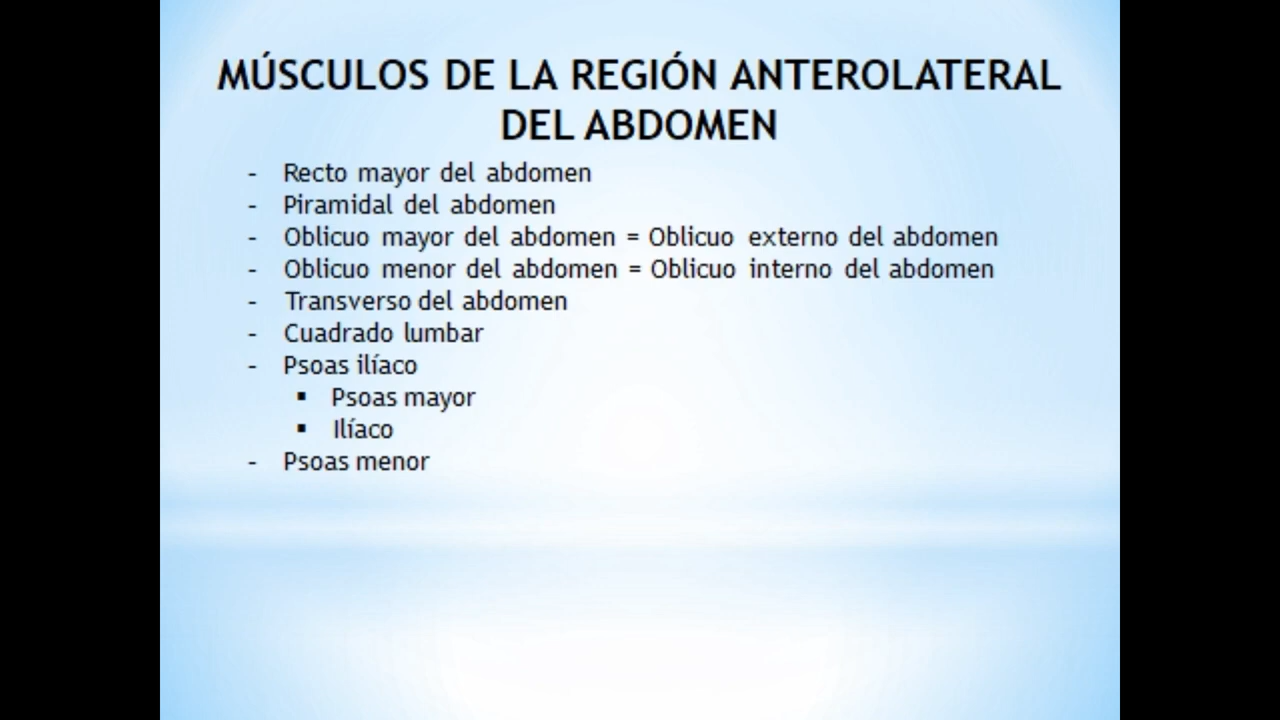 MÚSCULOS DE LA REGIÓN ANTEROLATERAL
DEL ABDOMEN
- Recto mayor del abdomen
- Piramidal del abdomen
- Oblicuo mayor del abdomen = Oblicuo externo del abdomen
- Oblicuo menor del abdomen = Oblicuo interno del abdomen
- Transverso del abdomen
- Cuadrado lumbar
- Psoas ilíaco
▪ Psoas mayor
▪ Ilíaco
- Psoas menor